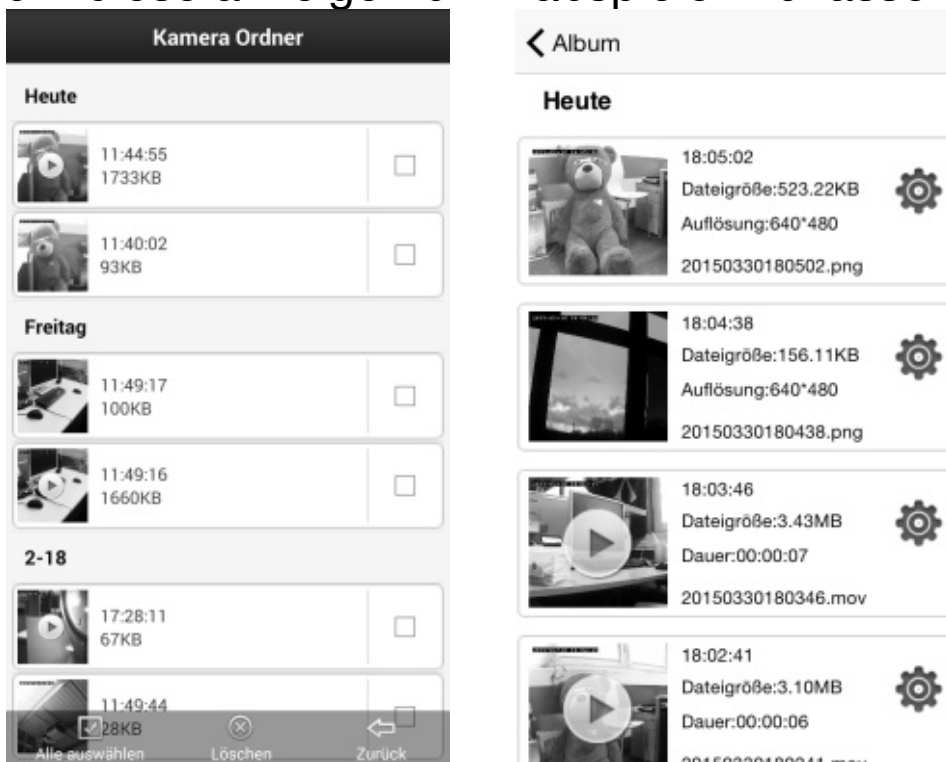 Kamera Ordner
Heute
11:44:55
1733KB
11:40:02
93KB
Freitag
11:49:17
100KB
11:49:16
1660KB
2-18
17:28:11
67KB
11:49:44
28KB
Alle auswählen
Löschen
Zurück
Album
Heute
18:05:02
Dateigröße:523.22KB
Auflösung:640*480
20150330180502.png
18:04:38
Dateigröße:156.11KB
Auflösung:640*480
20150330180438.png
18:03:46
Dateigröße:3.43MB
Dauer:00:00:07
20150330180346.mov
18:02:41
Dateigröße:3.10MB
Dauer:00:00:06